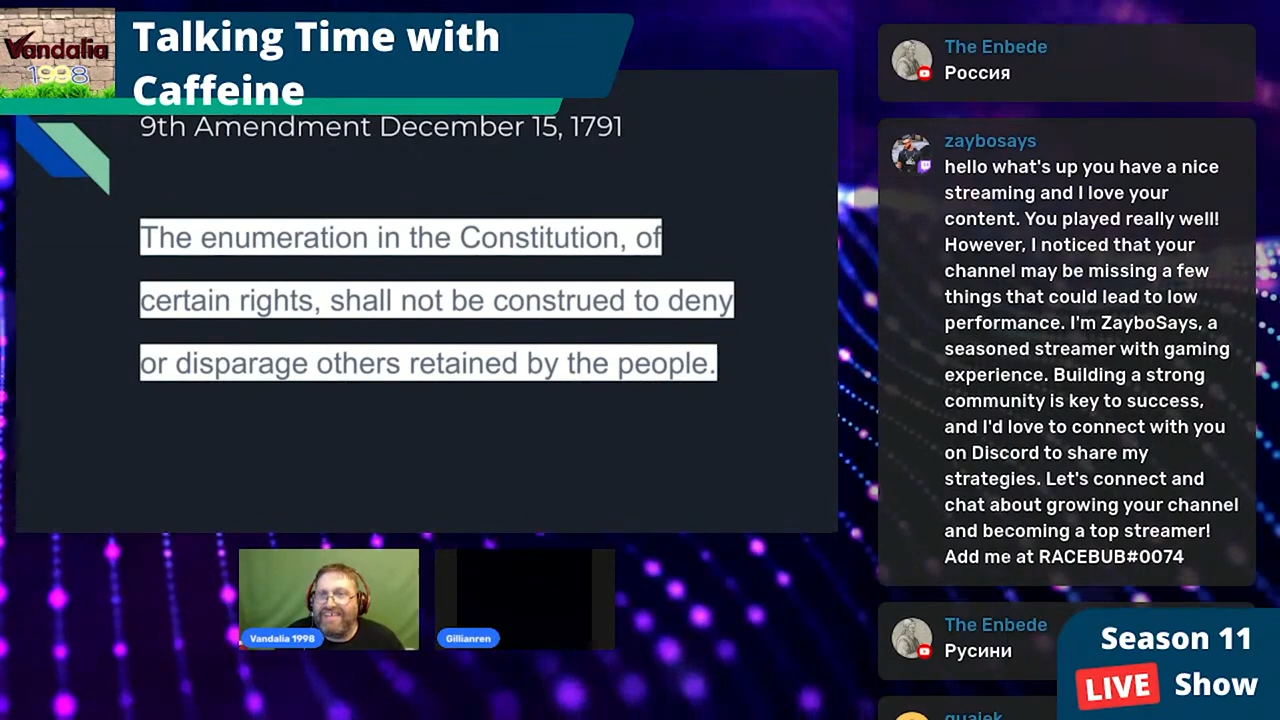 Vandalia
1998
Talking Time with
Caffeine
9th Amendment December 15, 1791
The enumeration in the Constitution, of
certain rights, shall not be construed to deny
or disparage others retained by the people.
Vandalia 1998
Gillianren
The Enbede
Россия
zaybosays
hello what's up you have a nice
streaming and I love your
content. You played really well!
However, I noticed that your
channel may be missing a few
things that could lead to low
performance. I'm ZayboSays, a
seasoned streamer with gaming
experience. Building a strong
community is key to success,
and I'd love to connect with you
on Discord to share my
strategies. Let's connect and
chat about growing your channel
and becoming a top streamer!
Add me at RACEBUB#0074
The Enbede
Русини
Season 11
LIVE Show